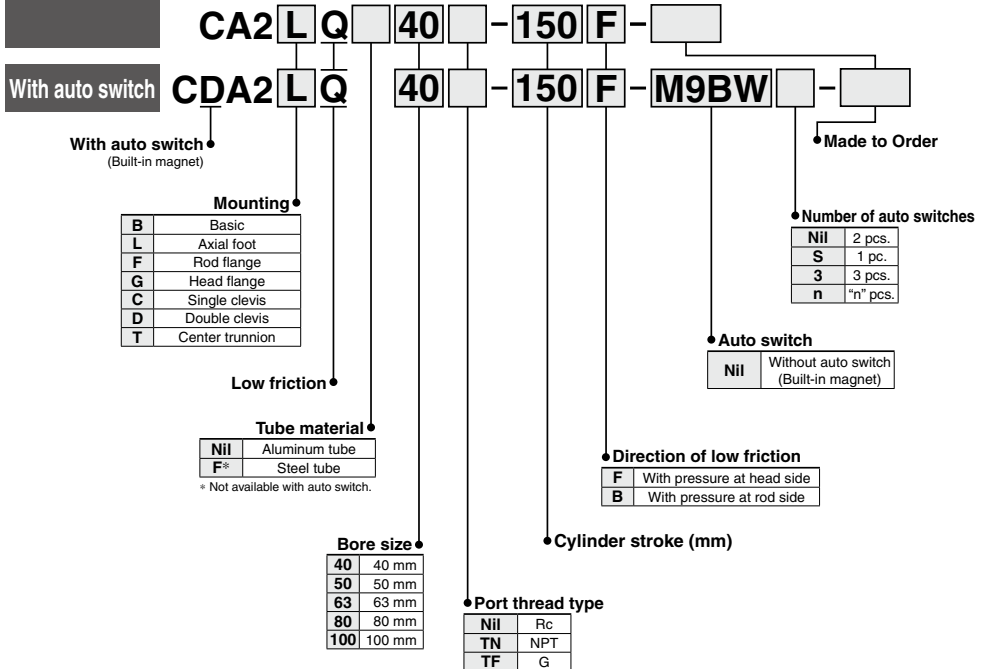 CA2 L Q 40 - 150 F -
With auto switch CDA2 L Q 40 - 150 F - M9BW -
With auto switch
(Built-in magnet)
Made to Order
Mounting
B Basic
L Axial foot
F Rod flange
G Head flange
C Single clevis
D Double clevis
T Center trunnion
Number of auto switches
Nil 2 pcs.
S 1 pc.
3 3 pcs.
n "n" pcs.
Auto switch
Nil Without auto switch
(Built-in magnet)
Low friction
Tube material
Nil Aluminum tube
F* Steel tube
* Not available with auto switch.
Direction of low friction
F With pressure at head side
B With pressure at rod side
Cylinder stroke (mm)
Bore size
40 40 mm
50 50 mm
63 63 mm
80 80 mm
100 100 mm
Port thread type
Nil Rc
TN NPT
TF G